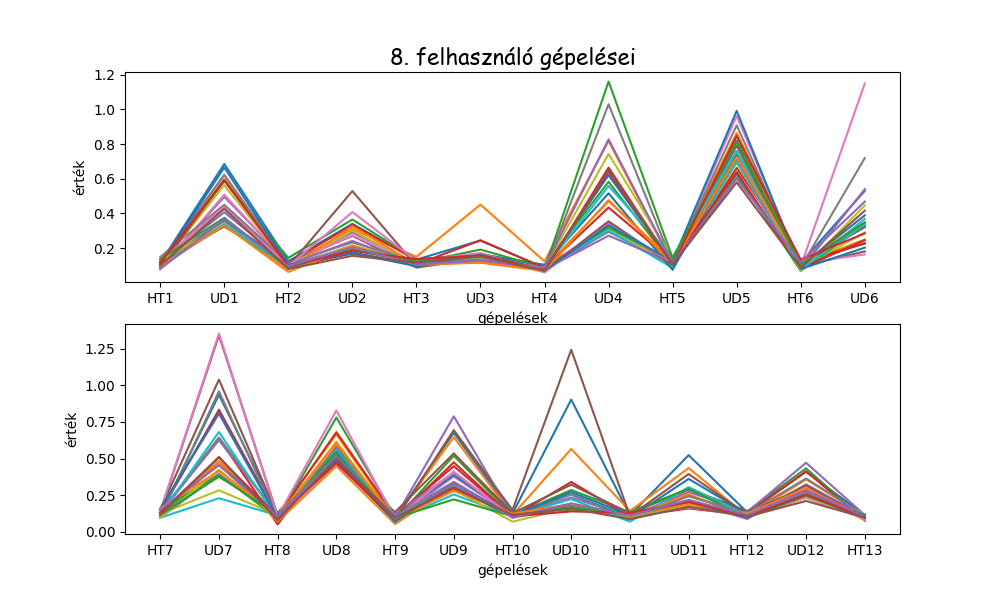 8. felhasználó gépelései
érték
1.2
1.0
0.8
0.6
0.4
0.2
HT1 UD1 HT2 UD2 HT3 UD3 HT4 UD4 HT5 UD5 HT6 UD6
gépelések
érték
1.25
1.00
0.75
0.50
0.25
0.00
HT7 UD7 HT8 UD8 HT9 UD9 HT10 UD10 HT11 UD11 HT12 UD12 HT13
gépelések